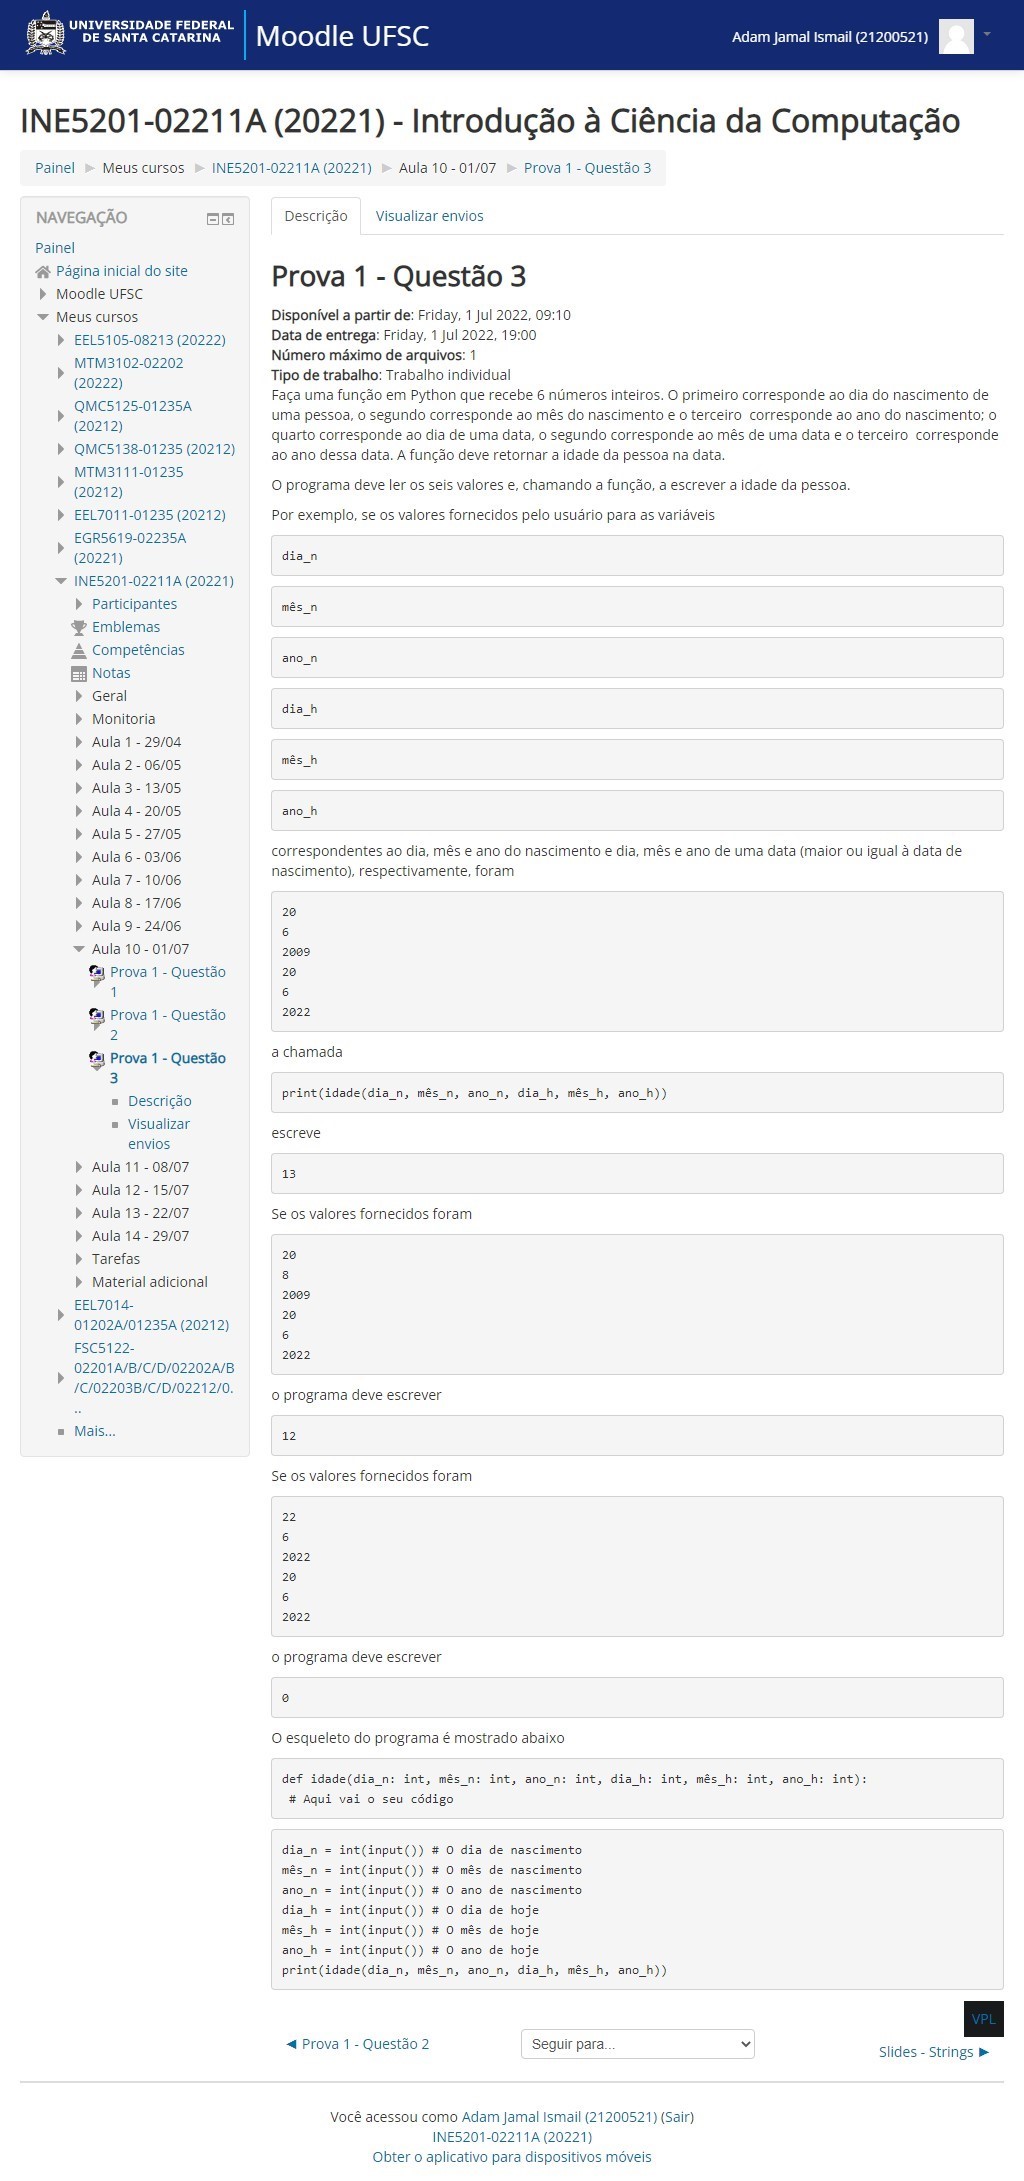 UNIVERSIDADE FEDERAL
DE SANTA CATARINA
Moodle UFSC
Adam Jamal Ismail (21200521)
INE5201-02211A (20221) - Introdução à Ciência da Computação
Painel ► Meus cursos ► INE5201-02211A (20221) ► Aula 10 - 01/07 ► Prova 1 - Questão 3
NAVEGAÇÃO
Painel
Página inicial do site
Moodle UFSC
Meus cursos
EEL5105-08213 (20222)
MTM3102-02202
(20222)
QMC5125-01235A
(20212)
QMC5138-01235 (20212)
MTM3111-01235
(20212)
EEL7011-01235 (20212)
EGR5619-02235A
(20221)
INE5201-02211A (20221)
Participantes
Emblemas
Competências
Notas
Geral
Monitoria
Aula 1 - 29/04
Aula 2 - 06/05
Aula 3 - 13/05
Aula 4 - 20/05
Aula 5 - 27/05
Aula 6 - 03/06
Aula 7 - 10/06
Aula 8 - 17/06
Aula 9 - 24/06
Aula 10 - 01/07
Prova 1 - Questão
1
Prova 1 - Questão
2
Prova 1 - Questão
3
Descrição
Visualizar
envios
Aula 11 - 08/07
Aula 12 - 15/07
Aula 13 - 22/07
Aula 14 - 29/07
Tarefas
Material adicional
EEL7014-
01202A/01235A (20212)
FSC5122-
02201A/B/C/D/02202A/B
/C/02203B/C/D/02212/0.
..
Mais...
Descrição
Visualizar envios
Prova 1 - Questão 3
Disponível a partir de: Friday, 1 Jul 2022, 09:10
Data de entrega: Friday, 1 Jul 2022, 19:00
Número máximo de arquivos: 1
Tipo de trabalho: Trabalho individual
Faça uma função em Python que recebe 6 números inteiros. O primeiro corresponde ao dia do nascimento de
uma pessoa, o segundo corresponde ao mês do nascimento e o terceiro corresponde ao ano do nascimento; o
quarto corresponde ao dia de uma data, o segundo corresponde ao mês de uma data e o terceiro corresponde
ao ano dessa data. A função deve retornar a idade da pessoa na data.
O programa deve ler os seis valores e, chamando a função, a escrever a idade da pessoa.
Por exemplo, se os valores fornecidos pelo usuário para as variáveis
dia_n
mês_n
ano_n
dia_h
mês_h
ano_h
correspondentes ao dia, mês e ano do nascimento e dia, mês e ano de uma data (maior ou igual à data de
nascimento), respectivamente, foram
20
6
2009
20
6
2022
a chamada
print(idade(dia_n, mês_n, ano_n, dia_h, mês_h, ano_h))
escreve
13
Se os valores fornecidos foram
20
8
2009
20
6
2022
o programa deve escrever
12
Se os valores fornecidos foram
22
6
2022
20
6
2022
o programa deve escrever
0
O esqueleto do programa é mostrado abaixo
def idade(dia_n: int, mês_n: int, ano_n: int, dia_h: int, mês_h: int, ano_h: int):
# Aqui vai o seu código
dia_n = int(input()) # O dia de nascimento
mês_n = int(input()) # O mês de nascimento
ano_n = int(input()) # O ano de nascimento
dia_h = int(input()) # O dia de hoje
mês_h = int(input()) # O mês de hoje
ano_h = int(input()) # O ano de hoje
print(idade(dia_n, mês_n, ano_n, dia_h, mês_h, ano_h))
VPL
◄ Prova 1 - Questão 2
Seguir para...
Slides - Strings ►
Você acessou como Adam Jamal Ismail (21200521) (Sair)
INE5201-02211A (20221)
Obter o aplicativo para dispositivos móveis